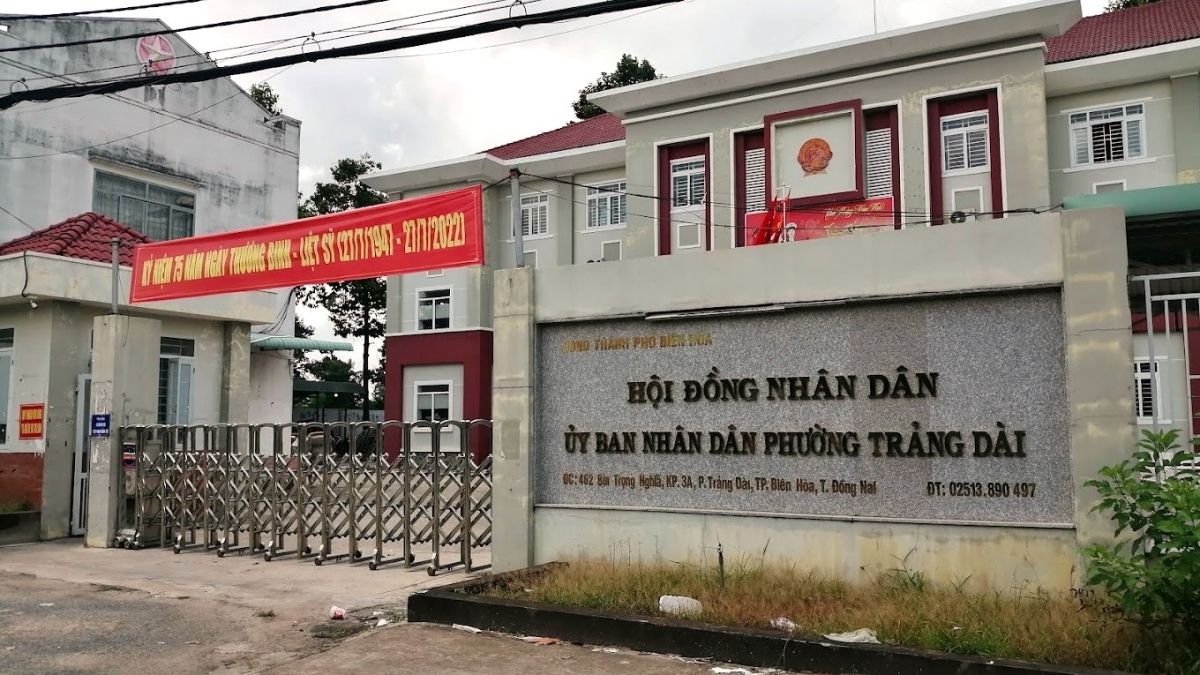 KỶ NIỆM 75 NĂM NGÀY THƯƠNG BINH - LIỆT SỸ (27/7/1947 - 27/7/2022)
UBND THÀNH PHỐ BIÊN HÒA
HỘI ĐỒNG NHÂN DÂN
ỦY BAN NHÂN DÂN PHƯỜNG TRẢNG DÀI
ĐC: 462 Bùi Trọng Nghĩa, KP. 3A, P. Trảng Dài, TP. Biên Hòa, T. Đồng Nai
ĐT: 02513.890 497